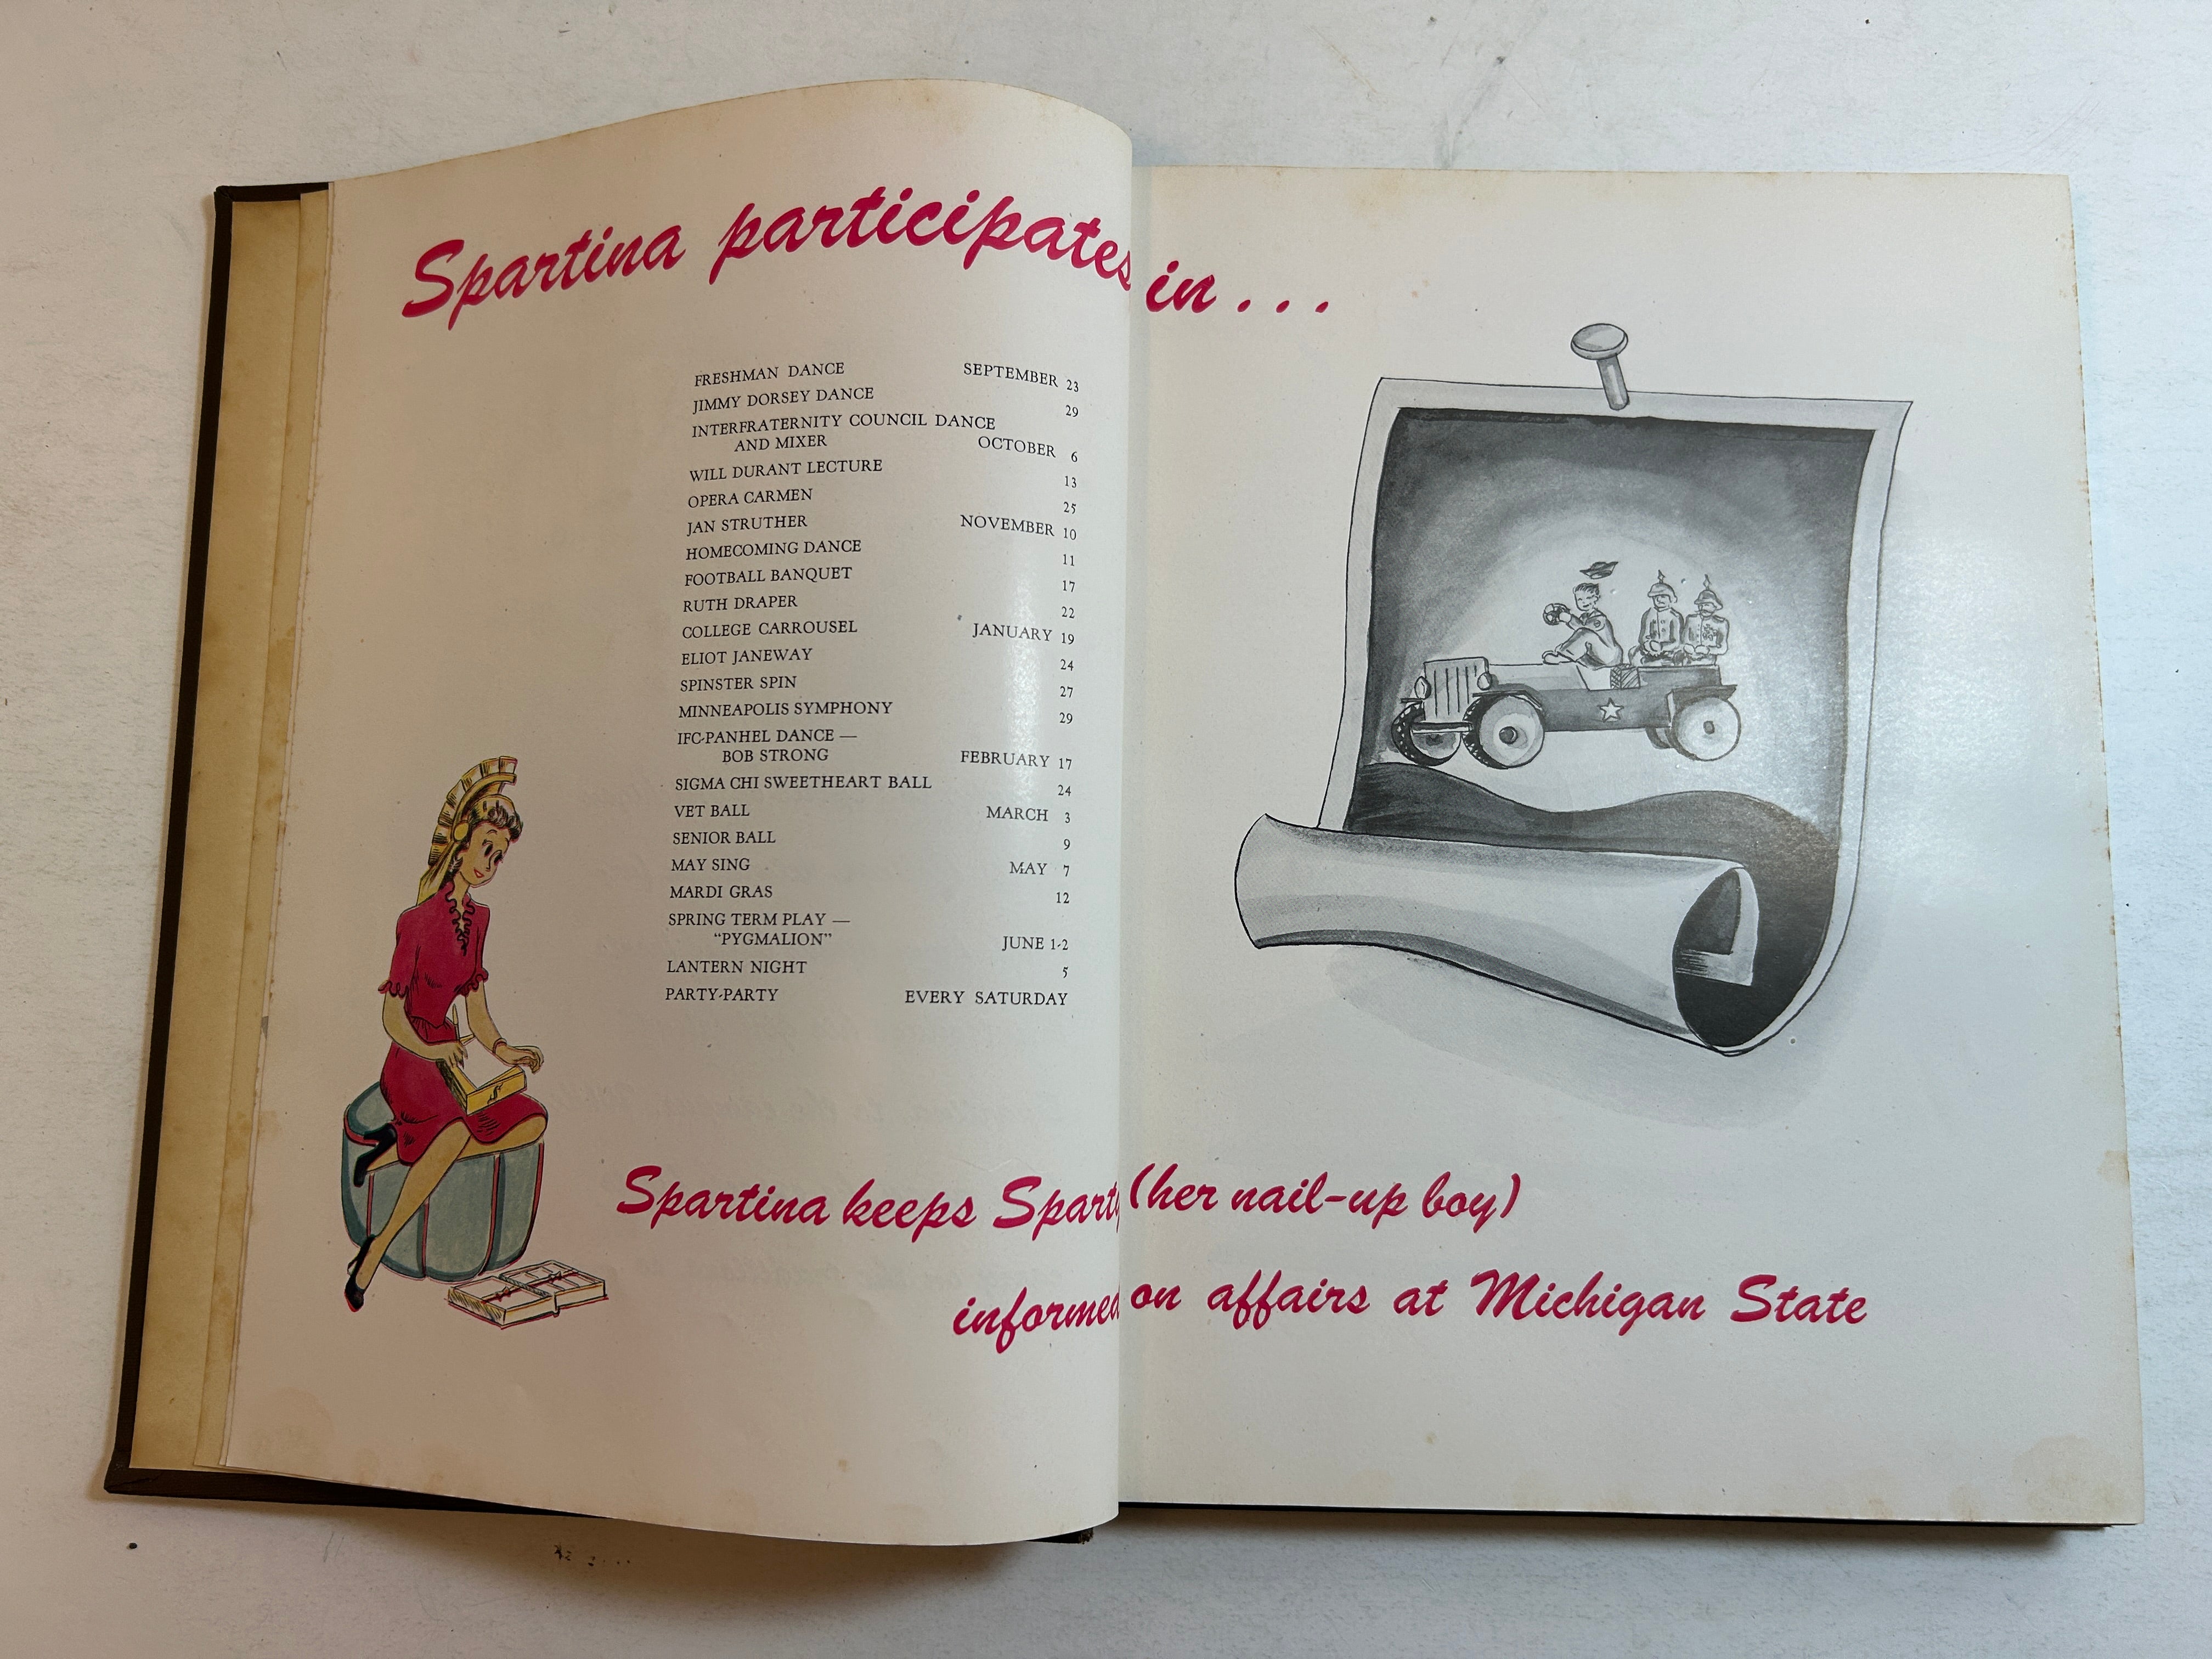 Spartina participates in . . .
FRESHMAN DANCE SEPTEMBER 23
JIMMY DORSEY DANCE 29
INTERFRATERNITY COUNCIL DANCE
AND MIXER OCTOBER 6
WILL DURANT LECTURE 13
OPERA CARMEN 25
JAN STRUTHER NOVEMBER 10
HOMECOMING DANCE 11
FOOTBALL BANQUET 17
RUTH DRAPER 22
COLLEGE CARROUSEL JANUARY 19
ELIOT JANEWAY 24
SPINSTER SPIN 27
MINNEAPOLIS SYMPHONY 29
IFC-PANHEL DANCE —
BOB STRONG FEBRUARY 17
SIGMA CHI SWEETHEART BALL 24
VET BALL MARCH 3
SENIOR BALL 9
MAY SING MAY 7
MARDI GRAS 12
SPRING TERM PLAY —
"PYGMALION" JUNE 1-2
LANTERN NIGHT 5
PARTY-PARTY EVERY SATURDAY
Spartina keeps Sparty (her nail-up boy)
informed on affairs at Michigan State